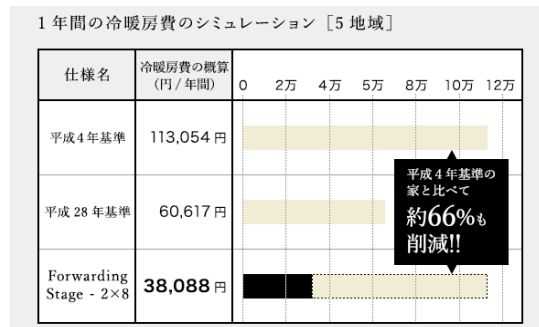 1年間の冷暖房費のシミュレーション［5地域］
仕様名
冷暖房費の概算
(円/年間)
0 2万 4万 5万 8万 10万 12万
平成4年基準 113,054円
平成28年基準 60,617円
Forwarding
Stage - 2×8
38,088円
平成4年基準の
家と比べて
約66%も
削減!!